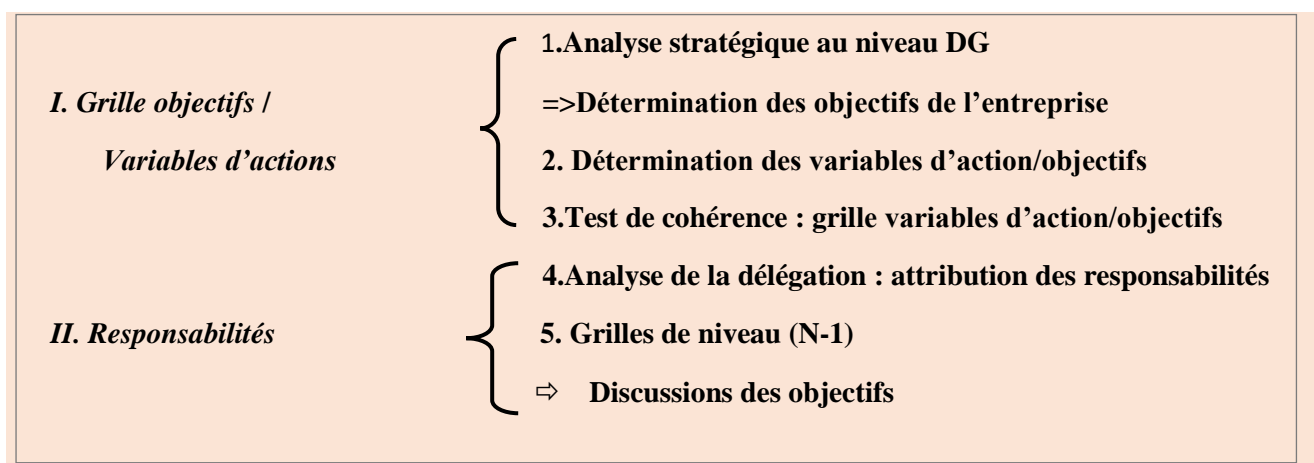 1.Analyse stratégique au niveau DG
I. Grille objectifs / =>Détermination des objectifs de l’entreprise
Variables d’actions 2. Détermination des variables d’action/objectifs
3.Test de cohérence : grille variables d’action/objectifs
4.Analyse de la délégation : attribution des responsabilités
II. Responsabilités 5. Grilles de niveau (N-1)
⇨ Discussions des objectifs